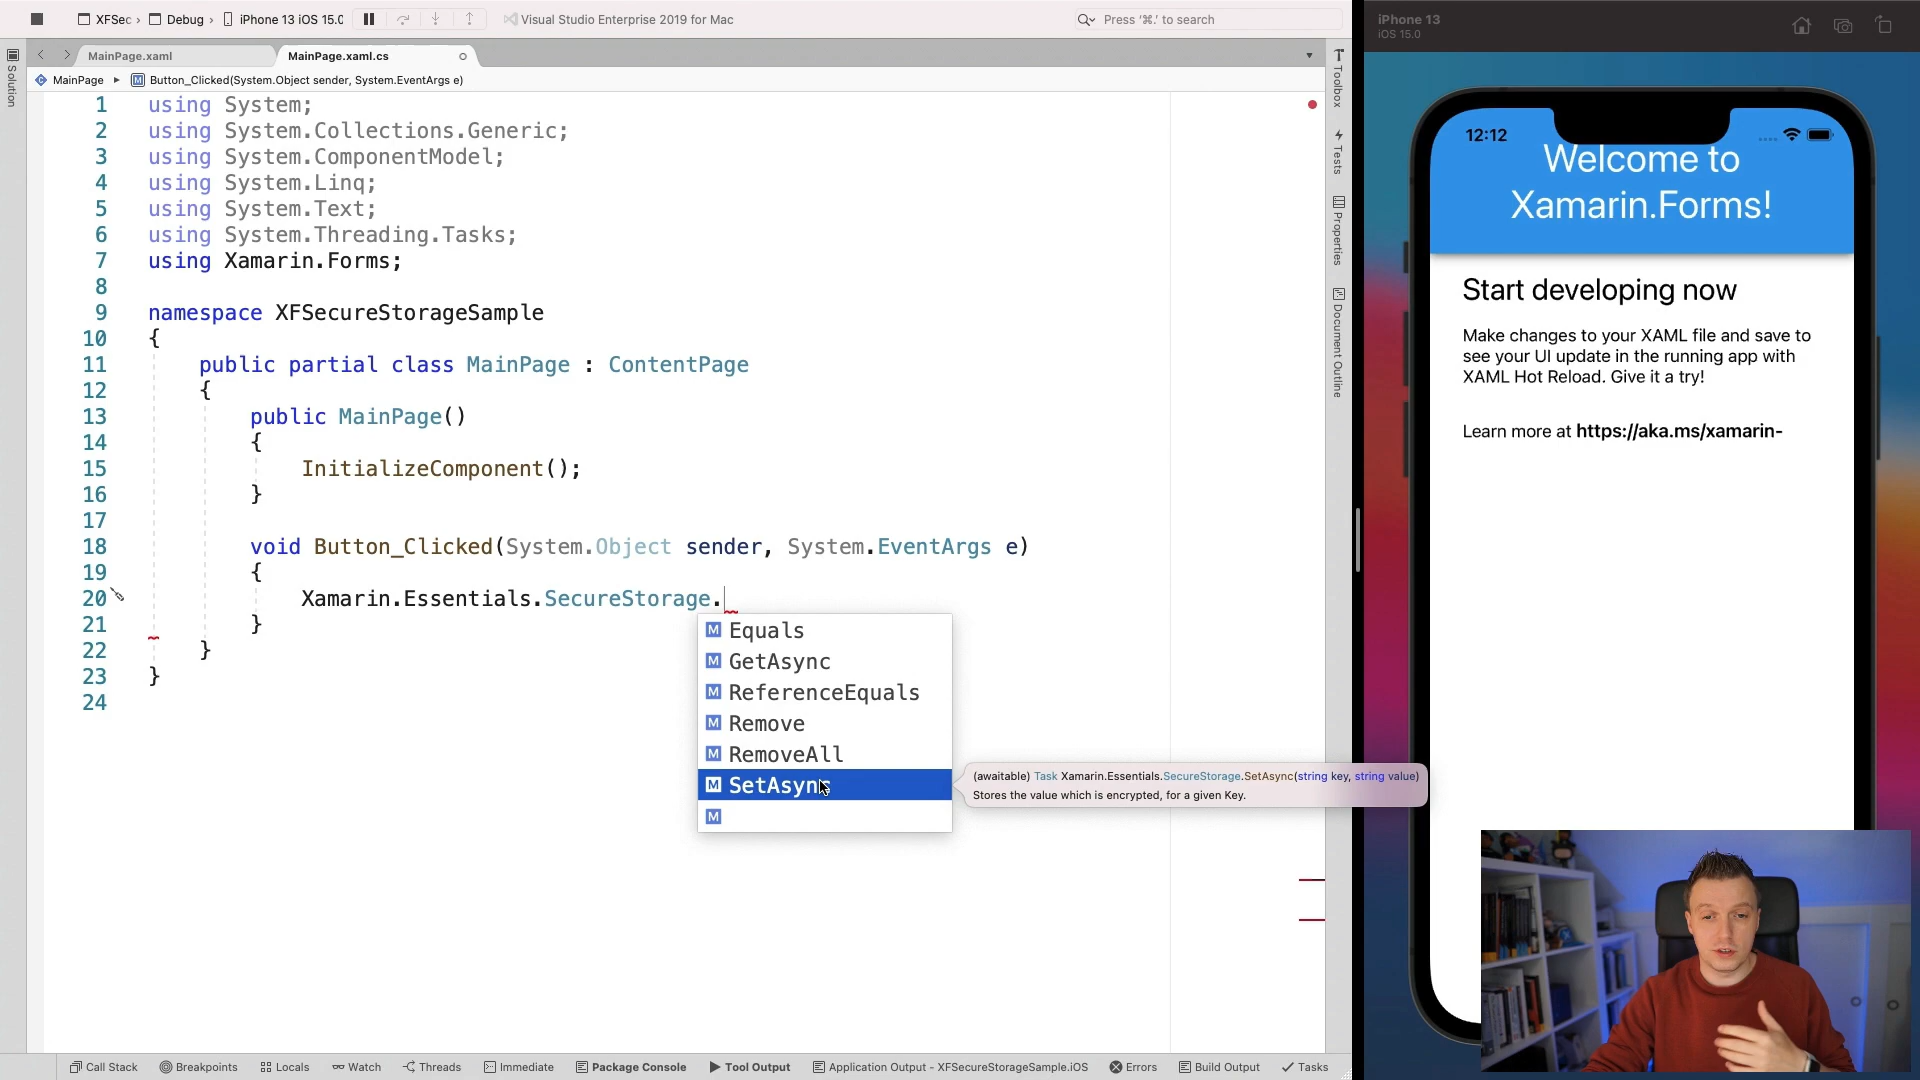 XFSec › Debug › iPhone 13 iOS 15.0
Visual Studio Enterprise 2019 for Mac
Press '⌘.' to search
MainPage.xaml
MainPage.xaml.cs
MainPage ▸ Button_Clicked(System.Object sender, System.EventArgs e)
Solution
1 using System;
2 using System.Collections.Generic;
3 using System.ComponentModel;
4 using System.Linq;
5 using System.Text;
6 using System.Threading.Tasks;
7 using Xamarin.Forms;
8
9 namespace XFSecureStorageSample
10 {
11 public partial class MainPage : ContentPage
12 {
13 public MainPage()
14 {
15 InitializeComponent();
16 }
17
18 void Button_Clicked(System.Object sender, System.EventArgs e)
19 {
20 Xamarin.Essentials.SecureStorage.
21 }
22 }
23 }
24
M Equals
M GetAsync
M ReferenceEquals
M Remove
M RemoveAll
M SetAsync
M
(awaitable) Task Xamarin.Essentials.SecureStorage.SetAsync(string key, string value)
Stores the value which is encrypted, for a given Key.
Toolbox
Tests
Properties
Document Outline
Call Stack
Breakpoints
Locals
Watch
Threads
Immediate
Package Console
Tool Output
Application Output - XFSecureStorageSample.iOS
Errors
Build Output
Tasks
iPhone 13
iOS 15.0
12:12
Welcome to
Xamarin.Forms!
Start developing now
Make changes to your XAML file and save to
see your UI update in the running app with
XAML Hot Reload. Give it a try!
Learn more at https://aka.ms/xamarin-